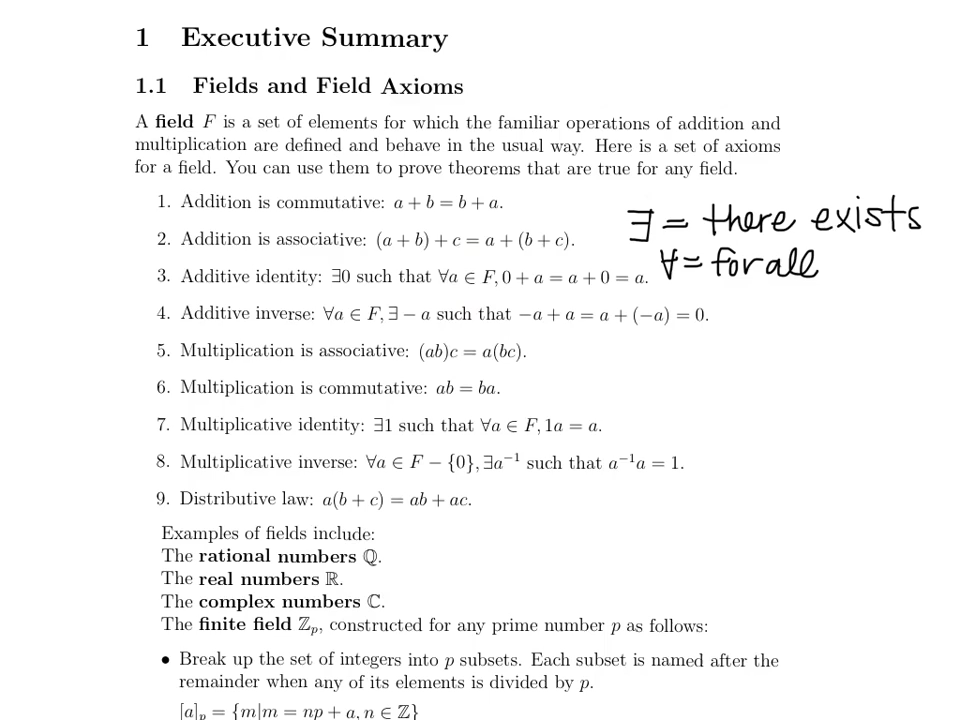 1 Executive Summary
1.1 Fields and Field Axioms
A field F is a set of elements for which the familiar operations of addition and
multiplication are defined and behave in the usual way. Here is a set of axioms
for a field. You can use them to prove theorems that are true for any field.
1. Addition is commutative: a + b = b + a.
2. Addition is associative: (a + b) + c = a + (b + c).
3. Additive identity: ∃0 such that ∀a ∈ F, 0 + a = a + 0 = a.
∃ = there exists
∀ = for all
4. Additive inverse: ∀a ∈ F, ∃ − a such that −a + a = a + (−a) = 0.
5. Multiplication is associative: (ab)c = a(bc).
6. Multiplication is commutative: ab = ba.
7. Multiplicative identity: ∃1 such that ∀a ∈ F, 1a = a.
8. Multiplicative inverse: ∀a ∈ F − {0}, ∃a⁻¹ such that a⁻¹a = 1.
9. Distributive law: a(b + c) = ab + ac.
Examples of fields include:
The rational numbers ℚ.
The real numbers ℝ.
The complex numbers ℂ.
The finite field ℤₚ, constructed for any prime number p as follows:
• Break up the set of integers into p subsets. Each subset is named after the
remainder when any of its elements is divided by p.
[a]ₚ = {m|m = np + a, n ∈ ℤ}